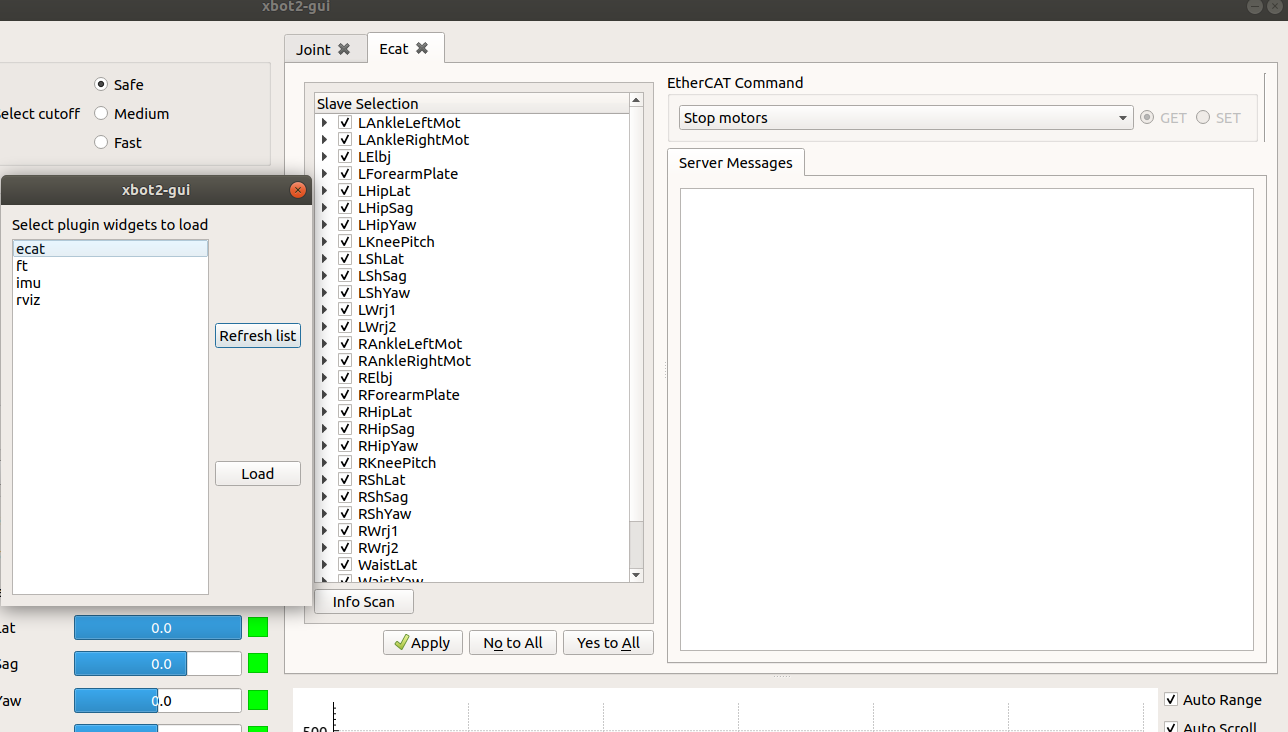 xbot2-gui
Joint
Ecat
Safe
elect cutoff
Medium
Fast
xbot2-gui
Select plugin widgets to load
ecat
ft
imu
rviz
Refresh list
Load
Slave Selection
LAnkleLeftMot
LAnkleRightMot
LElbj
LForearmPlate
LHipLat
LHipSag
LHipYaw
LKneePitch
LShLat
LShSag
LShYaw
LWrj1
LWrj2
RAnkleLeftMot
RAnkleRightMot
RElbj
RForearmPlate
RHipLat
RHipSag
RHipYaw
RKneePitch
RShLat
RShSag
RShYaw
RWrj1
RWrj2
WaistLat
WaistYaw
Info Scan
Apply
No to All
Yes to All
EtherCAT Command
Stop motors
GET
SET
Server Messages
at
0.0
ag
0.0
aw
0.0
500
Auto Range
Auto Scroll